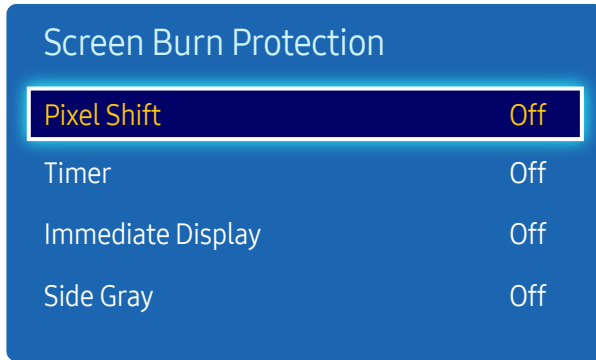 Screen Burn Protection
Pixel Shift Off
Timer Off
Immediate Display Off
Side Gray Off